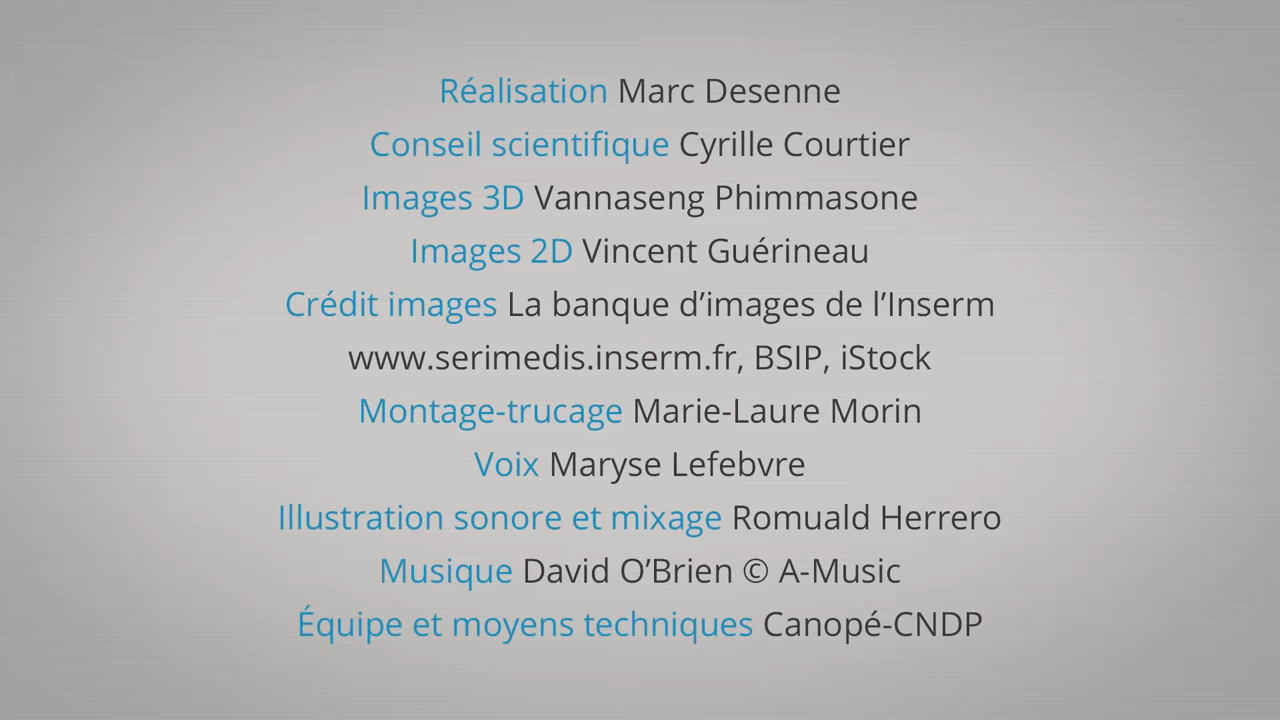 Réalisation Marc Desenne
Conseil scientifique Cyrille Courtier
Images 3D Vannaseng Phimmasone
Images 2D Vincent Guérineau
Crédit images La banque d’images de l’Inserm
www.serimedis.inserm.fr, BSIP, iStock
Montage-trucage Marie-Laure Morin
Voix Maryse Lefebvre
Illustration sonore et mixage Romuald Herrero
Musique David O’Brien © A-Music
Équipe et moyens techniques Canopé-CNDP